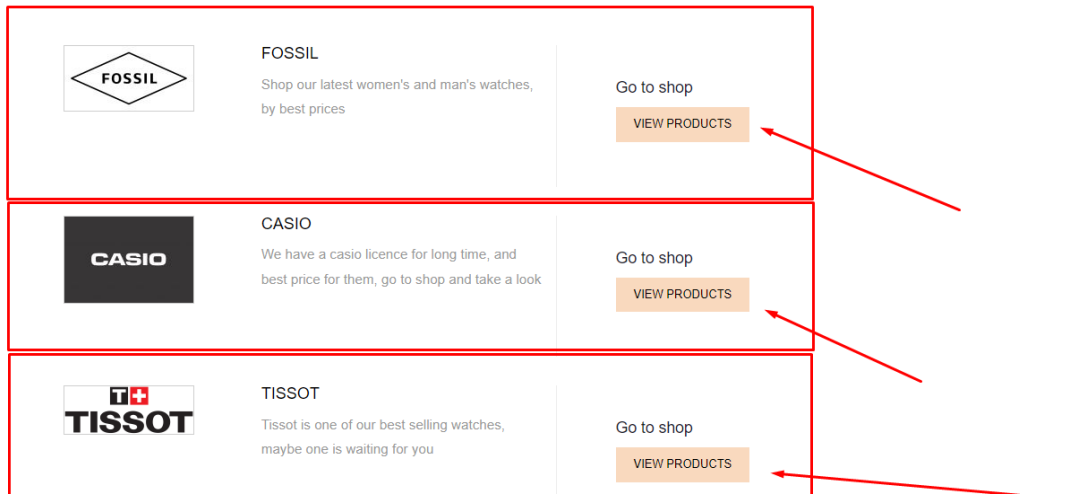 FOSSIL
FOSSIL
Shop our latest women's and man's watches,
by best prices
Go to shop
VIEW PRODUCTS
CASIO
CASIO
We have a casio licence for long time, and
best price for them, go to shop and take a look
Go to shop
VIEW PRODUCTS
T+
TISSOT
TISSOT
Tissot is one of our best selling watches,
maybe one is waiting for you
Go to shop
VIEW PRODUCTS